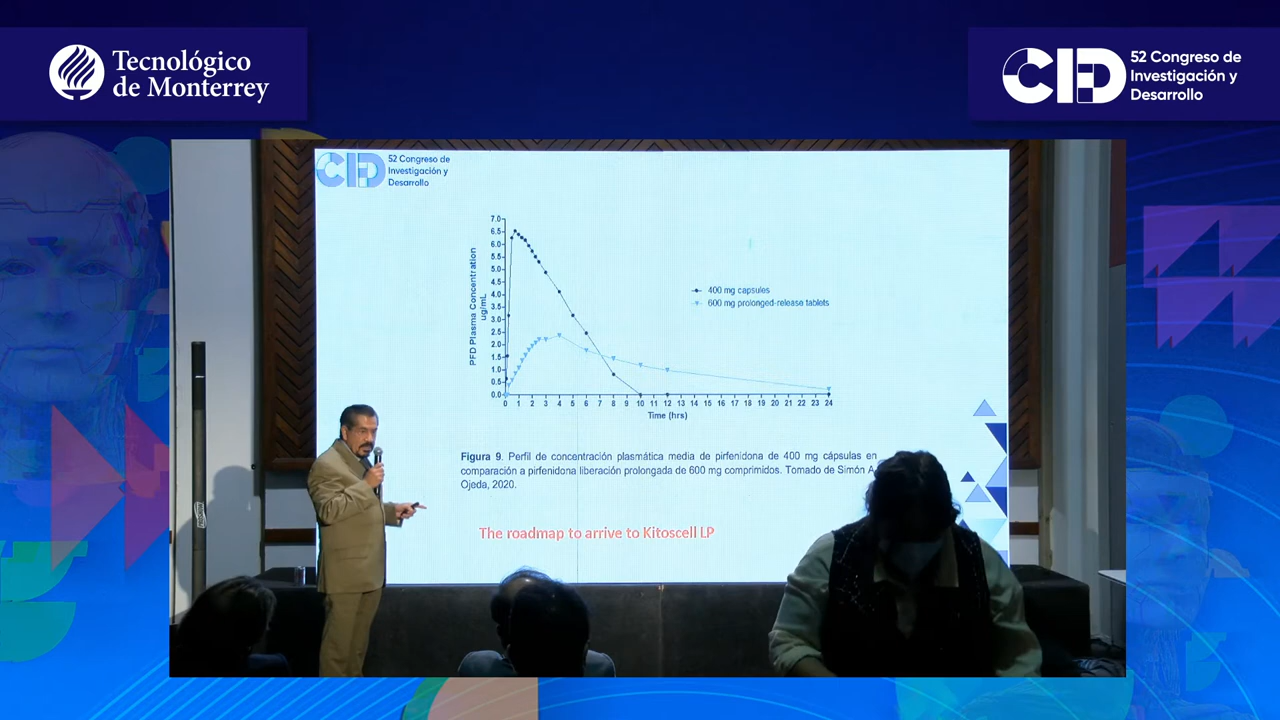 Tecnológico
de Monterrey
CID
52 Congreso de
Investigación y
Desarrollo
CID
52 Congreso de
Investigación y
Desarrollo
PFD Plasma Concentration
ug/mL
7.0
6.5
6.0
5.5
5.0
4.5
4.0
3.5
3.0
2.5
2.0
1.5
1.0
0.5
0.0
400 mg capsules
600 mg prolonged-release tablets
0 1 2 3 4 5 6 7 8 10 11 12 13 14 15 16 17 18 19 20 21 22 23 24
Time (hrs)
Figura 9. Perfil de concentración plasmática media de pirfenidona de 400 mg cápsulas en
comparación a pirfenidona liberación prolongada de 600 mg comprimidos. Tomado de Simón A
Ojeda, 2020.
The roadmap to arrive to Kitoscell LP